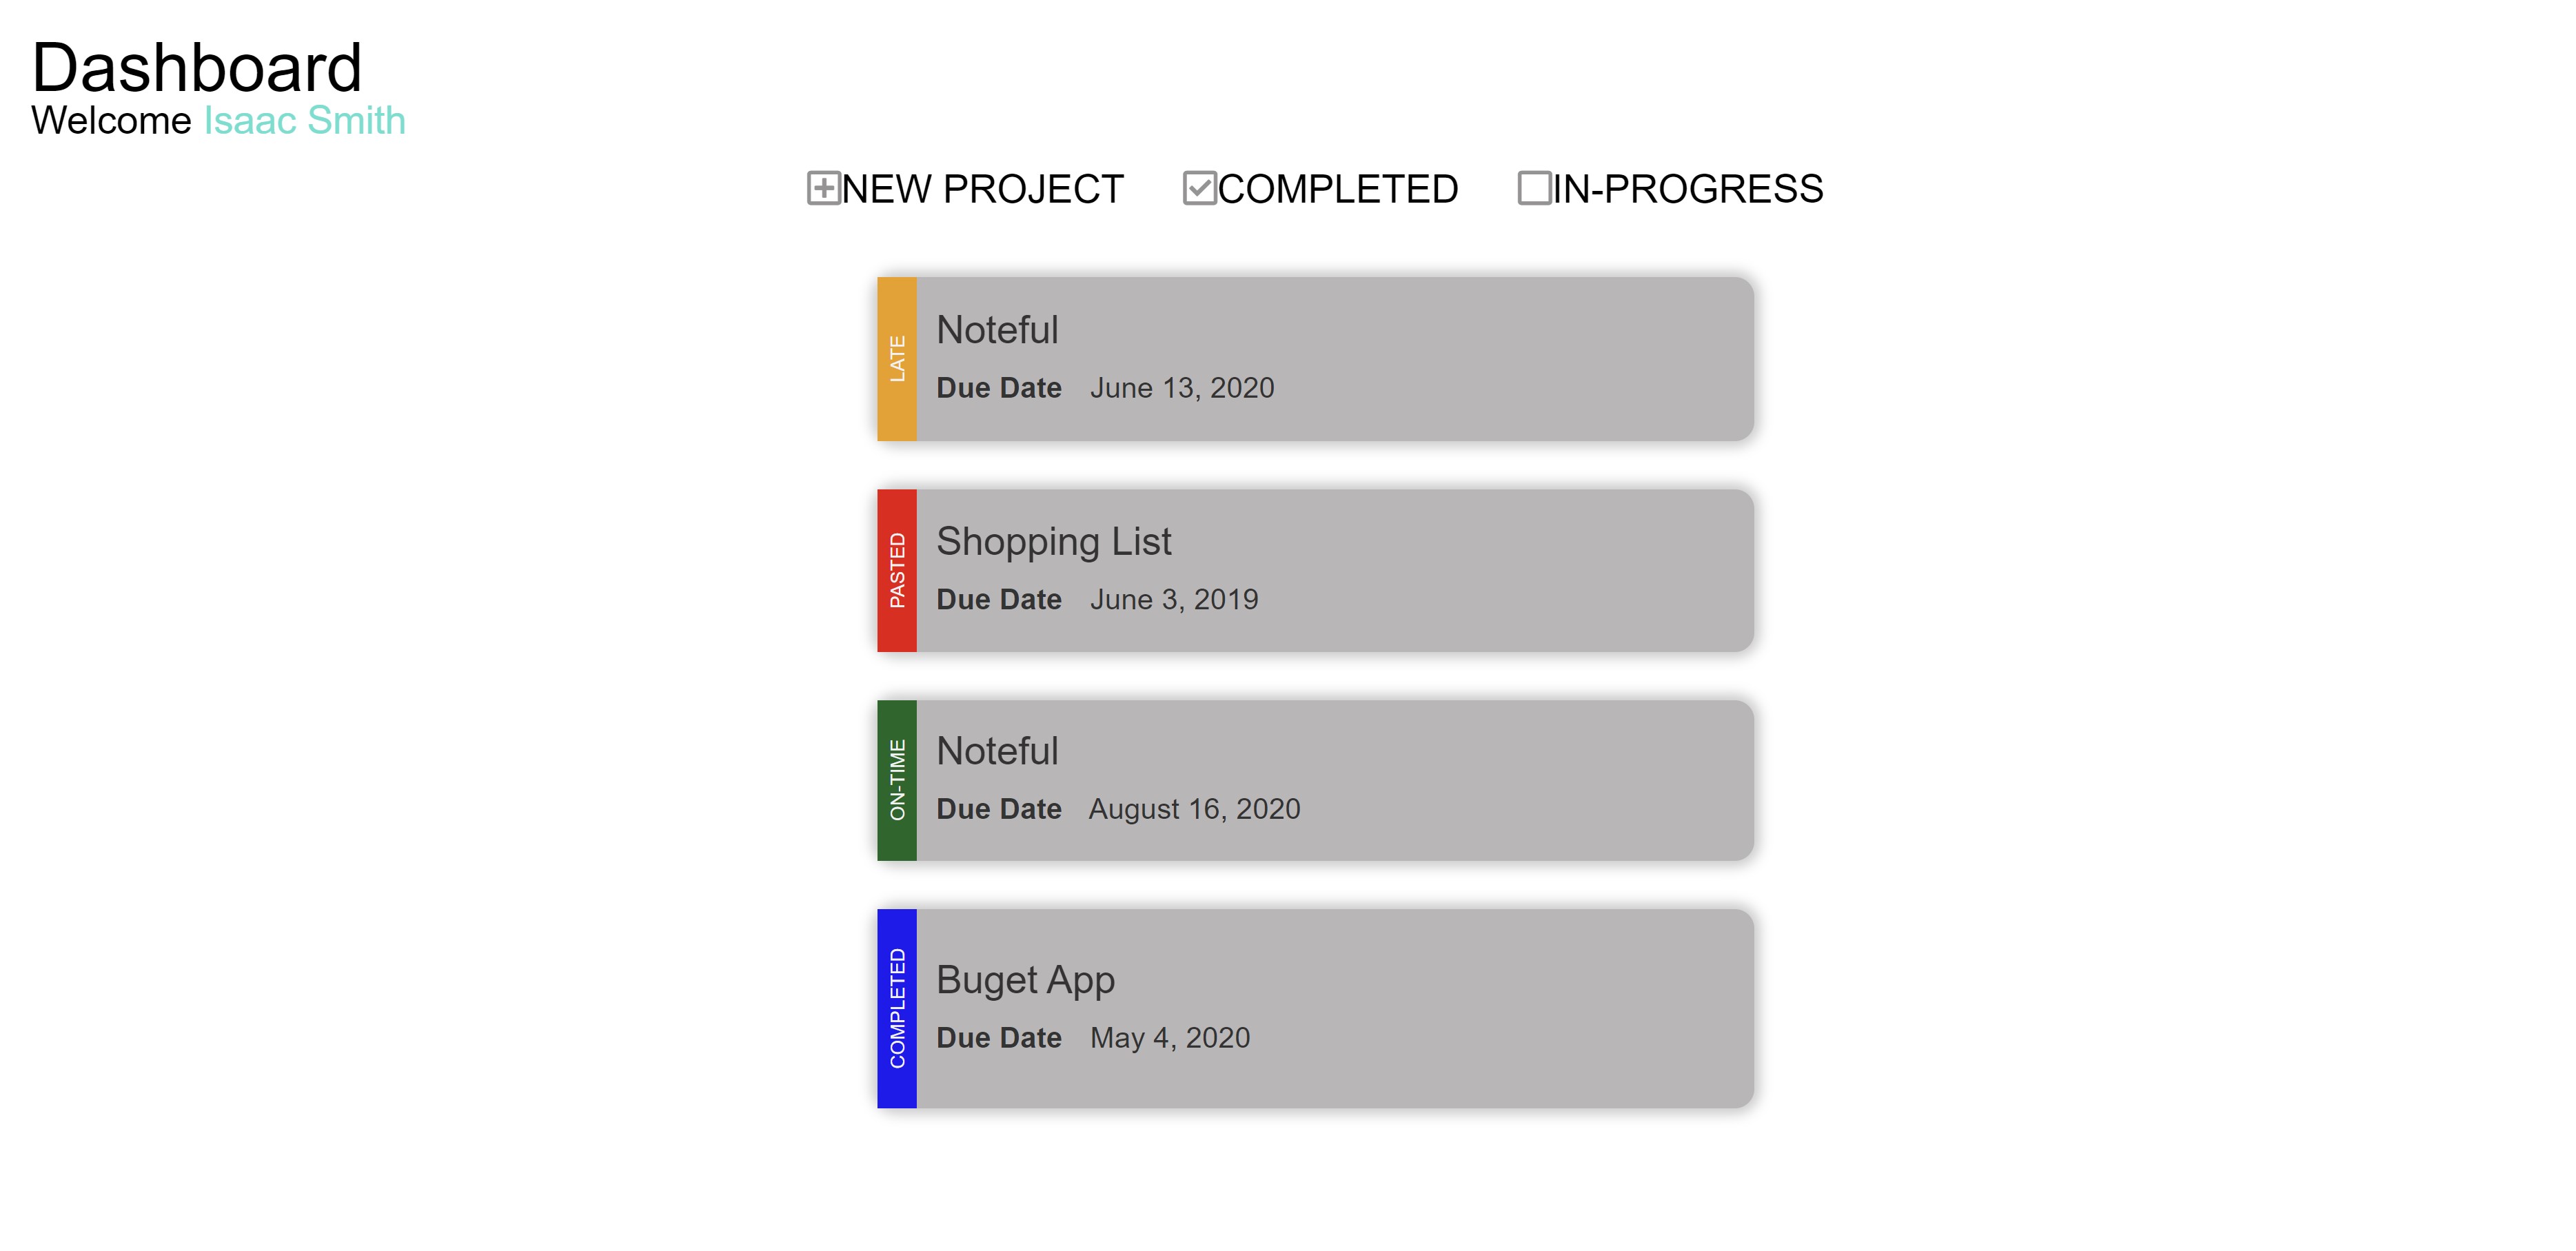 Dashboard
Welcome Isaac Smith
NEW PROJECT COMPLETED IN-PROGRESS
LATE
Noteful
Due Date June 13, 2020
PASTED
Shopping List
Due Date June 3, 2019
ON-TIME
Noteful
Due Date August 16, 2020
COMPLETED
Buget App
Due Date May 4, 2020